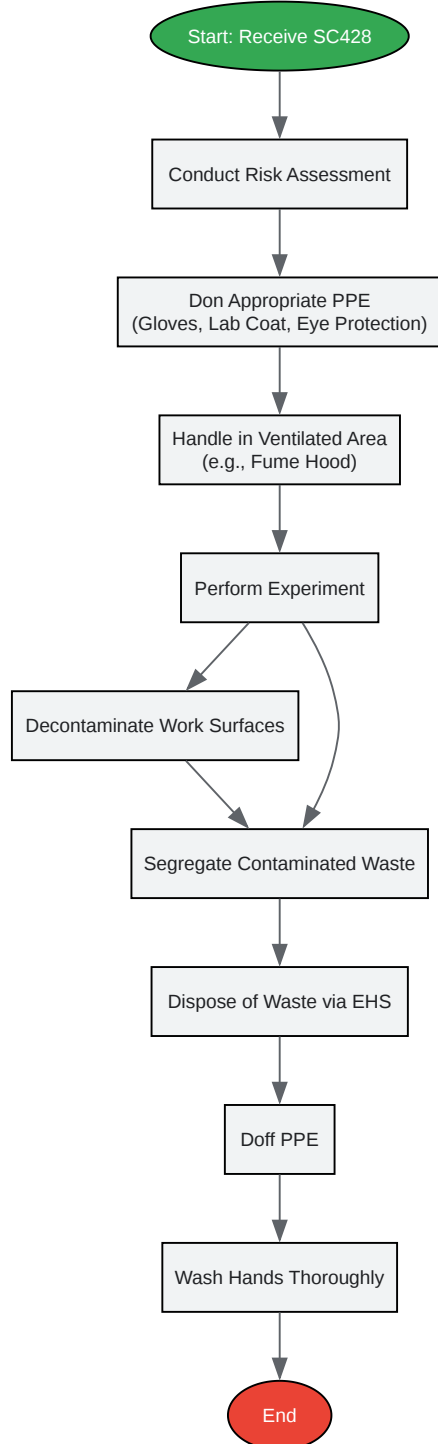 Start: Receive SC428
Conduct Risk Assessment
Don Appropriate PPE
(Gloves, Lab Coat, Eye Protection)
Handle in Ventilated Area
(e.g., Fume Hood)
Perform Experiment
Decontaminate Work Surfaces
Segregate Contaminated Waste
Dispose of Waste via EHS
Doff PPE
Wash Hands Thoroughly
End